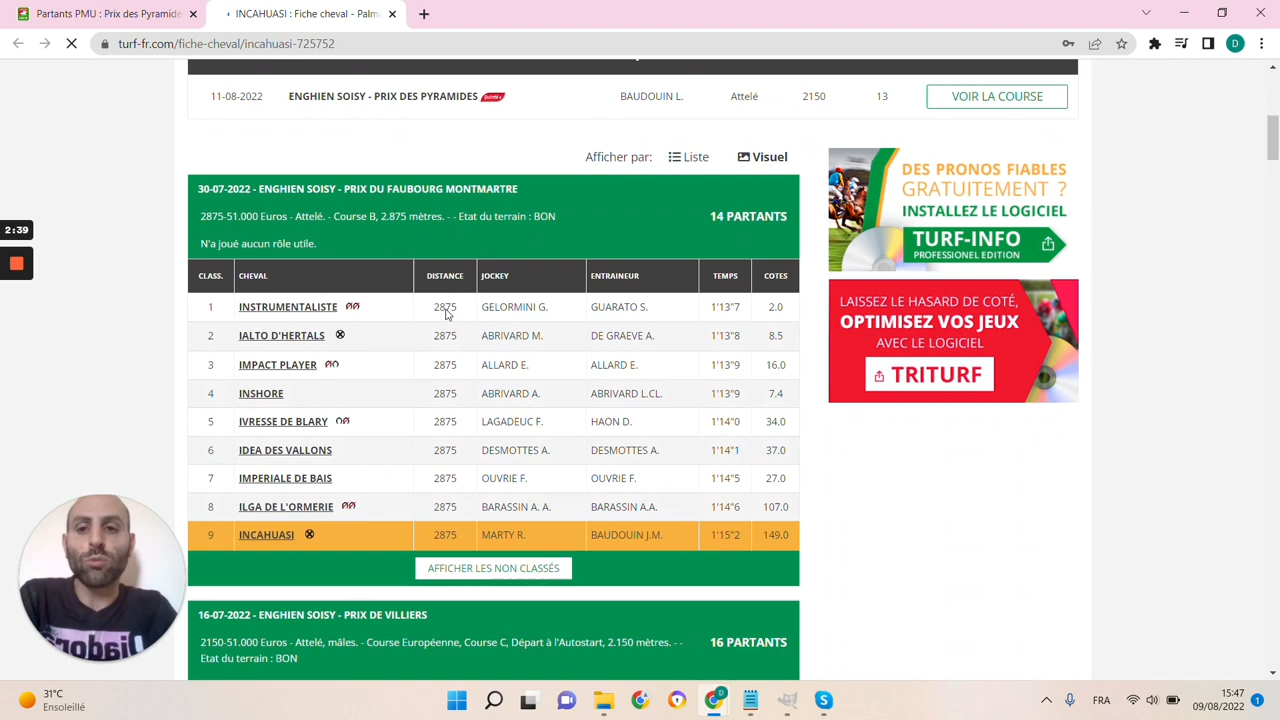 Partants PMU : Prix des Pyramide
INCAHUASI : Fiche cheval - Palm
turf-fr.com/fiche-cheval/incahuasi-725752
D
11-08-2022 ENGHIEN SOISY - PRIX DES PYRAMIDES BAUDOUIN L. Attelé 2150 13 VOIR LA COURSE
Afficher par: Liste Visuel
30-07-2022 - ENGHIEN SOISY - PRIX DU FAUBOURG MONTMARTRE
2875-51.000 Euros - Attelé. - Course B, 2.875 mètres. - - Etat du terrain : BON 14 PARTANTS
N'a joué aucun rôle utile.
CLASS. CHEVAL DISTANCE JOCKEY ENTRAINEUR TEMPS COTES
1 INSTRUMENTALISTE 2875 GELORMINI G. GUARATO S. 1'13"7 2.0
2 IALTO D'HERTALS 2875 ABRIVARD M. DE GRAEVE A. 1'13"8 8.5
3 IMPACT PLAYER 2875 ALLARD E. ALLARD E. 1'13"9 16.0
4 INSHORE 2875 ABRIVARD A. ABRIVARD L.CL. 1'13"9 7.4
5 IVRESSE DE BLARY 2875 LAGADEUC F. HAON D. 1'14"0 34.0
6 IDEA DES VALLONS 2875 DESMOTTES A. DESMOTTES A. 1'14"1 37.0
7 IMPERIALE DE BAIS 2875 OUVRIE F. OUVRIE F. 1'14"5 27.0
8 ILGA DE L'ORMERIE 2875 BARASSIN A. A. BARASSIN A.A. 1'14"6 107.0
9 INCAHUASI 2875 MARTY R. BAUDOUIN J.M. 1'15"2 149.0
AFFICHER LES NON CLASSÉS
16-07-2022 - ENGHIEN SOISY - PRIX DE VILLIERS
2150-51.000 Euros - Attelé, mâles. - Course Européenne, Course C, Départ à l'Autostart, 2.150 mètres. - - 16 PARTANTS
Etat du terrain : BON
DES PRONOS FIABLES
GRATUITEMENT ?
INSTALLEZ LE LOGICIEL
TURF-INFO
PROFESSIONEL EDITION
LAISSEZ LE HASARD DE COTÉ,
OPTIMISEZ VOS JEUX
AVEC LE LOGICIEL
TRITURF
2:39
31°C
Ensoleillé
D
FRA
15:47
09/08/2022
1